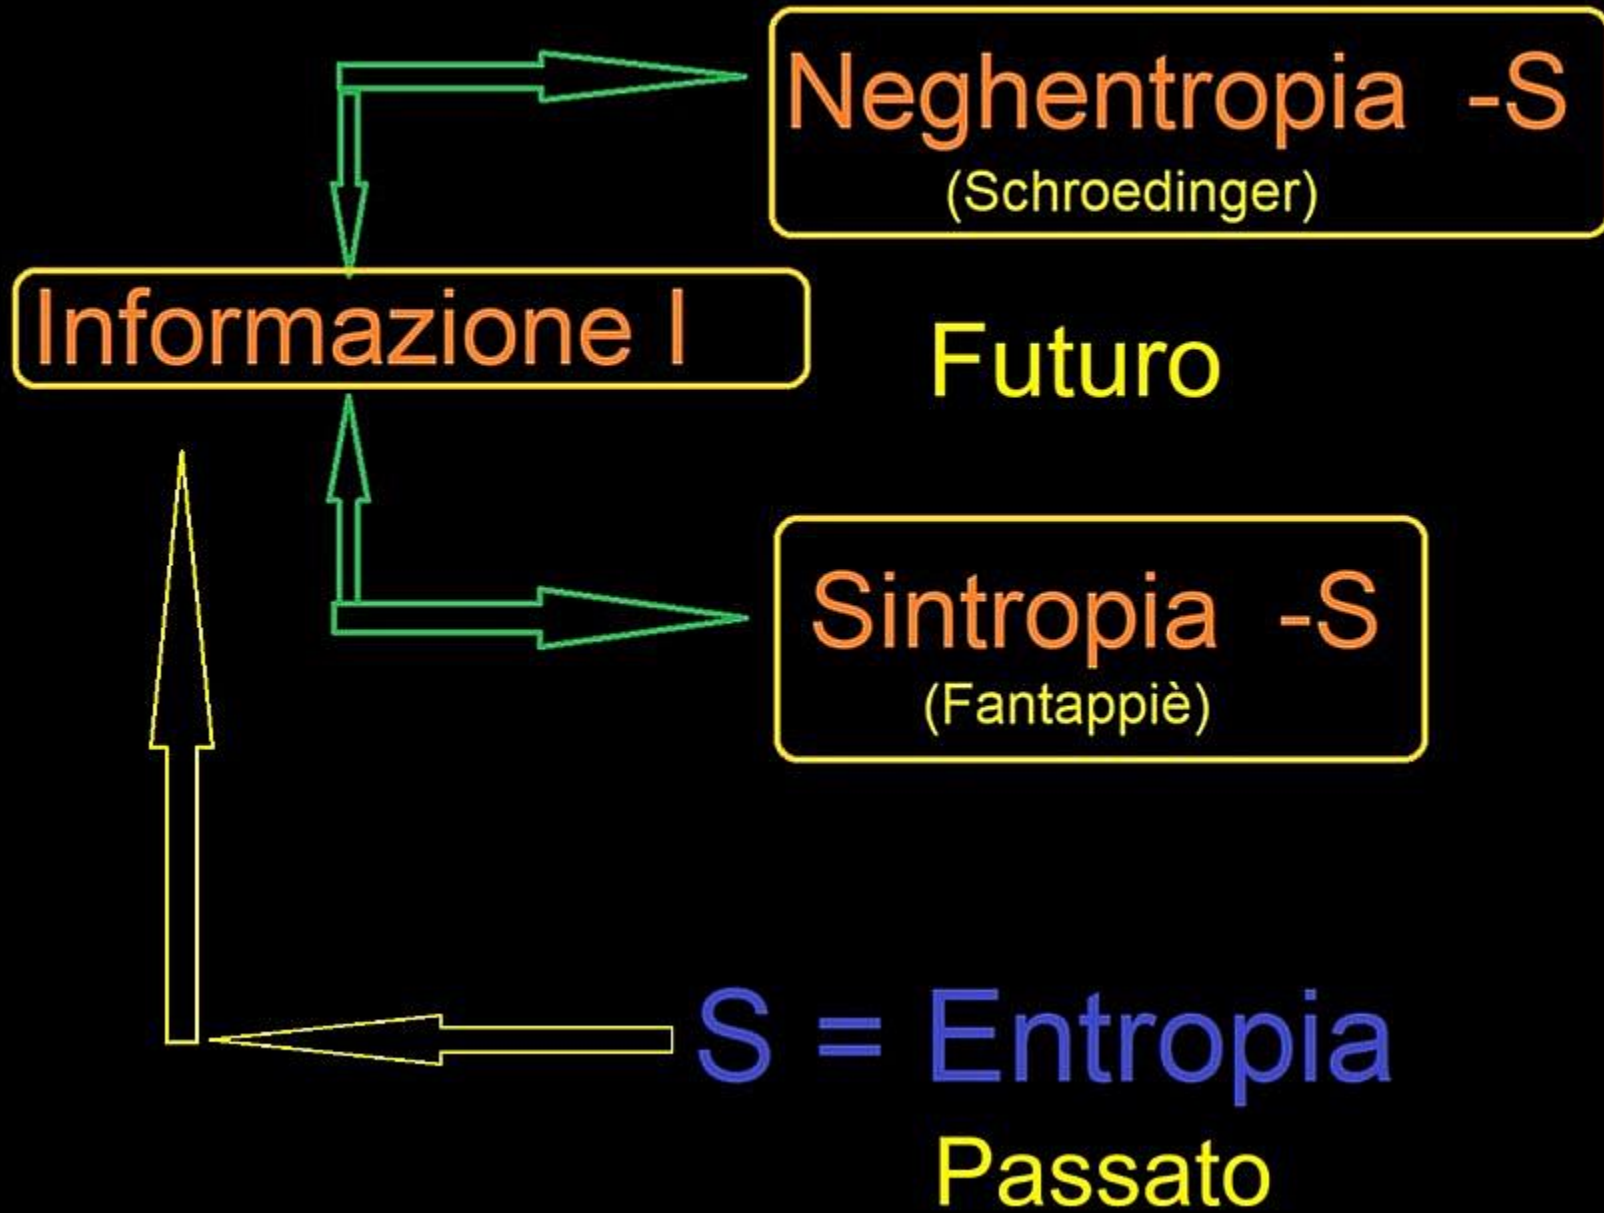 Neghentropia -S
(Schroedinger)
Informazione I
Futuro
Sintropia -S
(Fantappiè)
S = Entropia
Passato